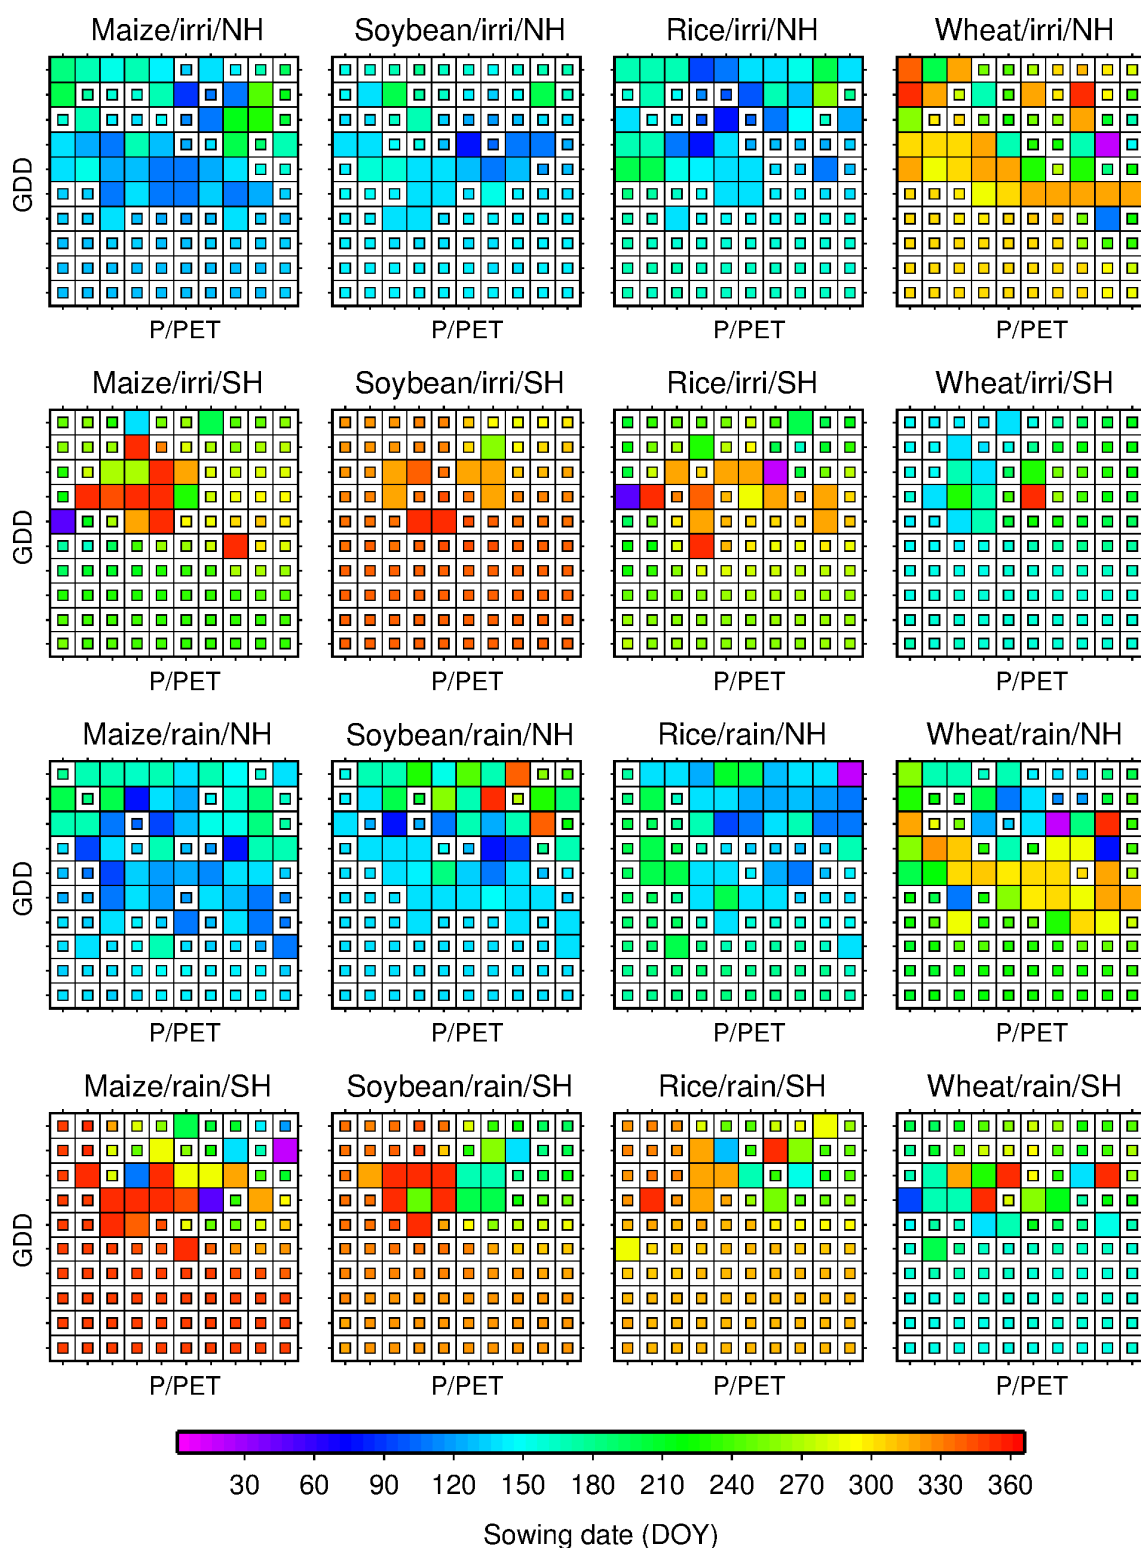 Maize/irri/NH Soybean/irri/NH Rice/irri/NH Wheat/irri/NH
GDD
P/PET P/PET P/PET P/PET
Maize/irri/SH Soybean/irri/SH Rice/irri/SH Wheat/irri/SH
GDD
P/PET P/PET P/PET P/PET
Maize/rain/NH Soybean/rain/NH Rice/rain/NH Wheat/rain/NH
GDD
P/PET P/PET P/PET P/PET
Maize/rain/SH Soybean/rain/SH Rice/rain/SH Wheat/rain/SH
GDD
P/PET P/PET P/PET P/PET
30 60 90 120 150 180 210 240 270 300 330 360
Sowing date (DOY)